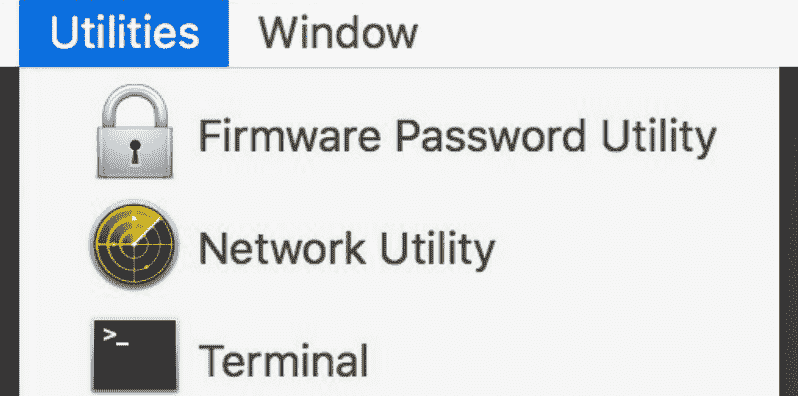 Utilities Window
Firmware Password Utility
Network Utility
>_
Terminal